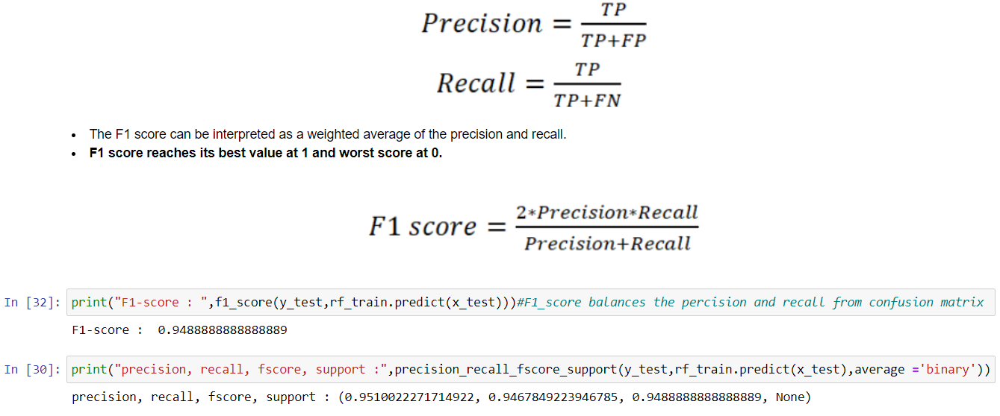 Precision = TP / TP+FP
Recall = TP / TP+FN
• The F1 score can be interpreted as a weighted average of the precision and recall.
• F1 score reaches its best value at 1 and worst score at 0.
F1 score = 2*Precision*Recall / Precision+Recall
In [32]: print("F1-score : ",f1_score(y_test,rf_train.predict(x_test)))#F1_score balances the percision and recall from confusion matrix
F1-score :  0.9488888888888889
In [30]: print("precision, recall, fscore, support :",precision_recall_fscore_support(y_test,rf_train.predict(x_test),average ='binary'))
precision, recall, fscore, support : (0.9510022271714922, 0.9467849223946785, 0.9488888888888889, None)